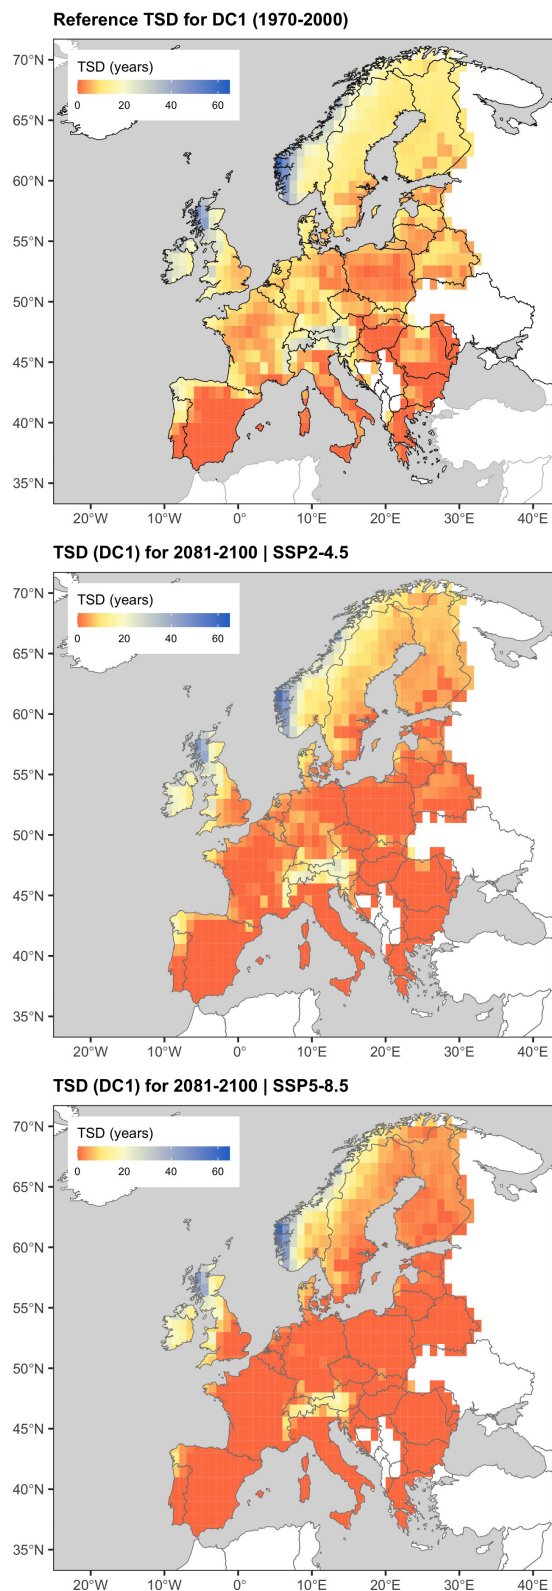 Reference TSD for DC1 (1970-2000)
TSD (years)
0 20 40 60
70°N
65°N
60°N
55°N
50°N
45°N
40°N
35°N
20°W 10°W 0° 10°E 20°E 30°E 40°E
TSD (DC1) for 2081-2100 | SSP2-4.5
TSD (years)
0 20 40 60
70°N
65°N
60°N
55°N
50°N
45°N
40°N
35°N
20°W 10°W 0° 10°E 20°E 30°E 40°E
TSD (DC1) for 2081-2100 | SSP5-8.5
TSD (years)
0 20 40 60
70°N
65°N
60°N
55°N
50°N
45°N
40°N
35°N
20°W 10°W 0° 10°E 20°E 30°E 40°E